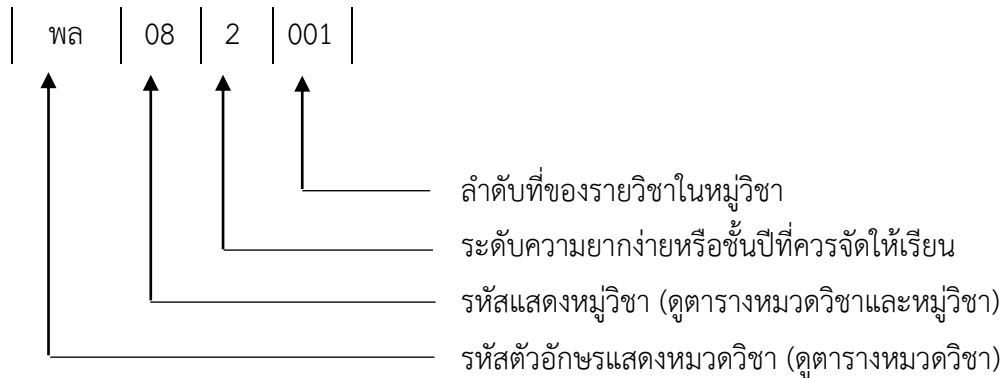 พล 08 2 001
ลำดับที่ของรายวิชาในหมู่วิชา
ระดับความยากง่ายหรือชั้นปีที่ควรจัดให้เรียน
รหัสแสดงหมู่วิชา (ดูตารางหมวดวิชาและหมู่วิชา)
รหัสตัวอักษรแสดงหมวดวิชา (ดูตารางหมวดวิชา)